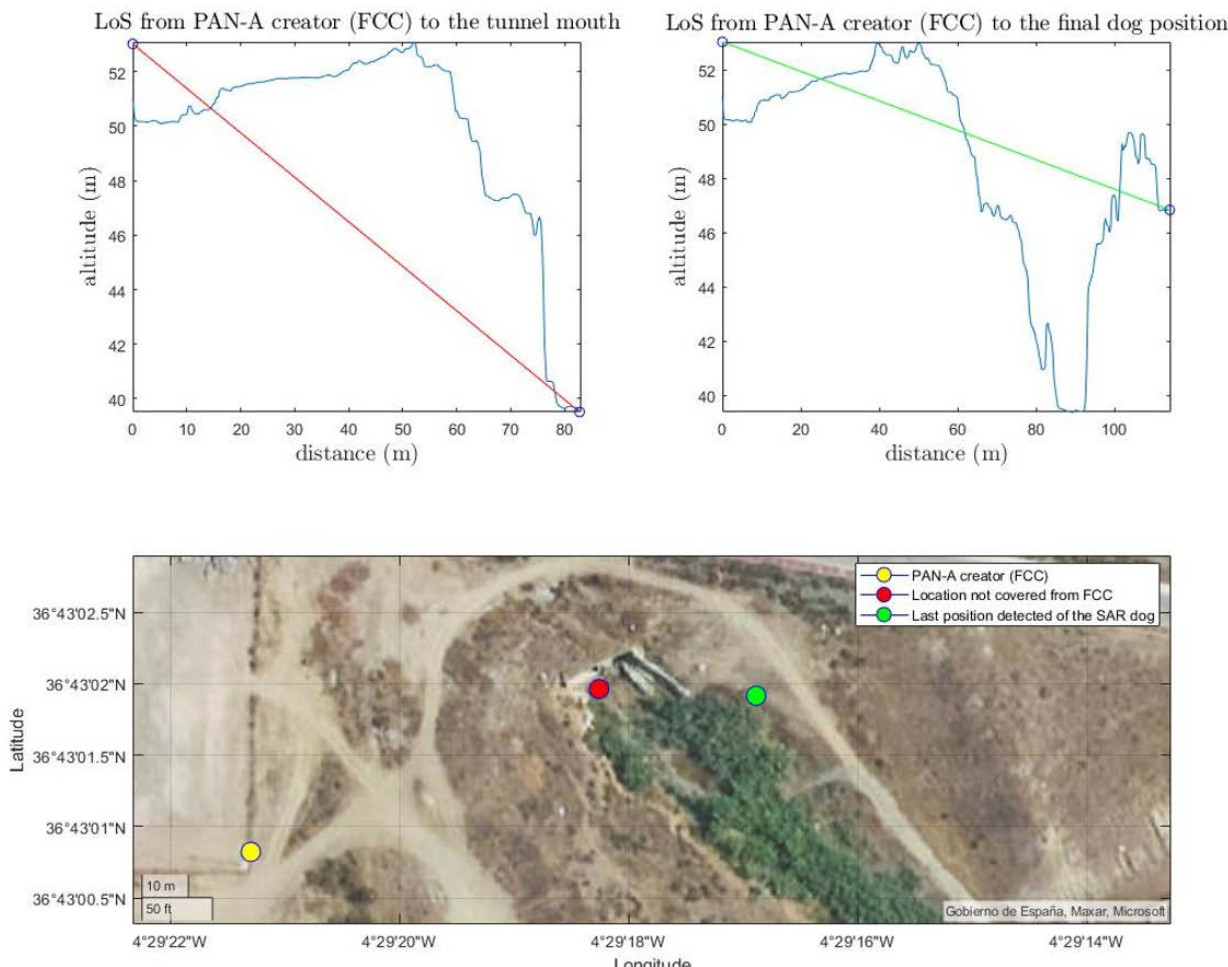 LoS from PAN-A creator (FCC) to the tunnel mouth
52
50
48
46
44
42
40
altitude (m)
0 10 20 30 40 50 60 70 80
distance (m)
LoS from PAN-A creator (FCC) to the final dog position
52
50
48
46
44
42
40
altitude (m)
0 20 40 60 80 100
distance (m)
PAN-A creator (FCC)
Location not covered from FCC
Last position detected of the SAR dog
36°43'02.5"N
36°43'02"N
36°43'01.5"N
36°43'01"N
36°43'00.5"N
Latitude
10 m
50 ft
Gobierno de España, Maxar, Microsoft
4°29'22"W 4°29'20"W 4°29'18"W 4°29'16"W 4°29'14"W
Longitude